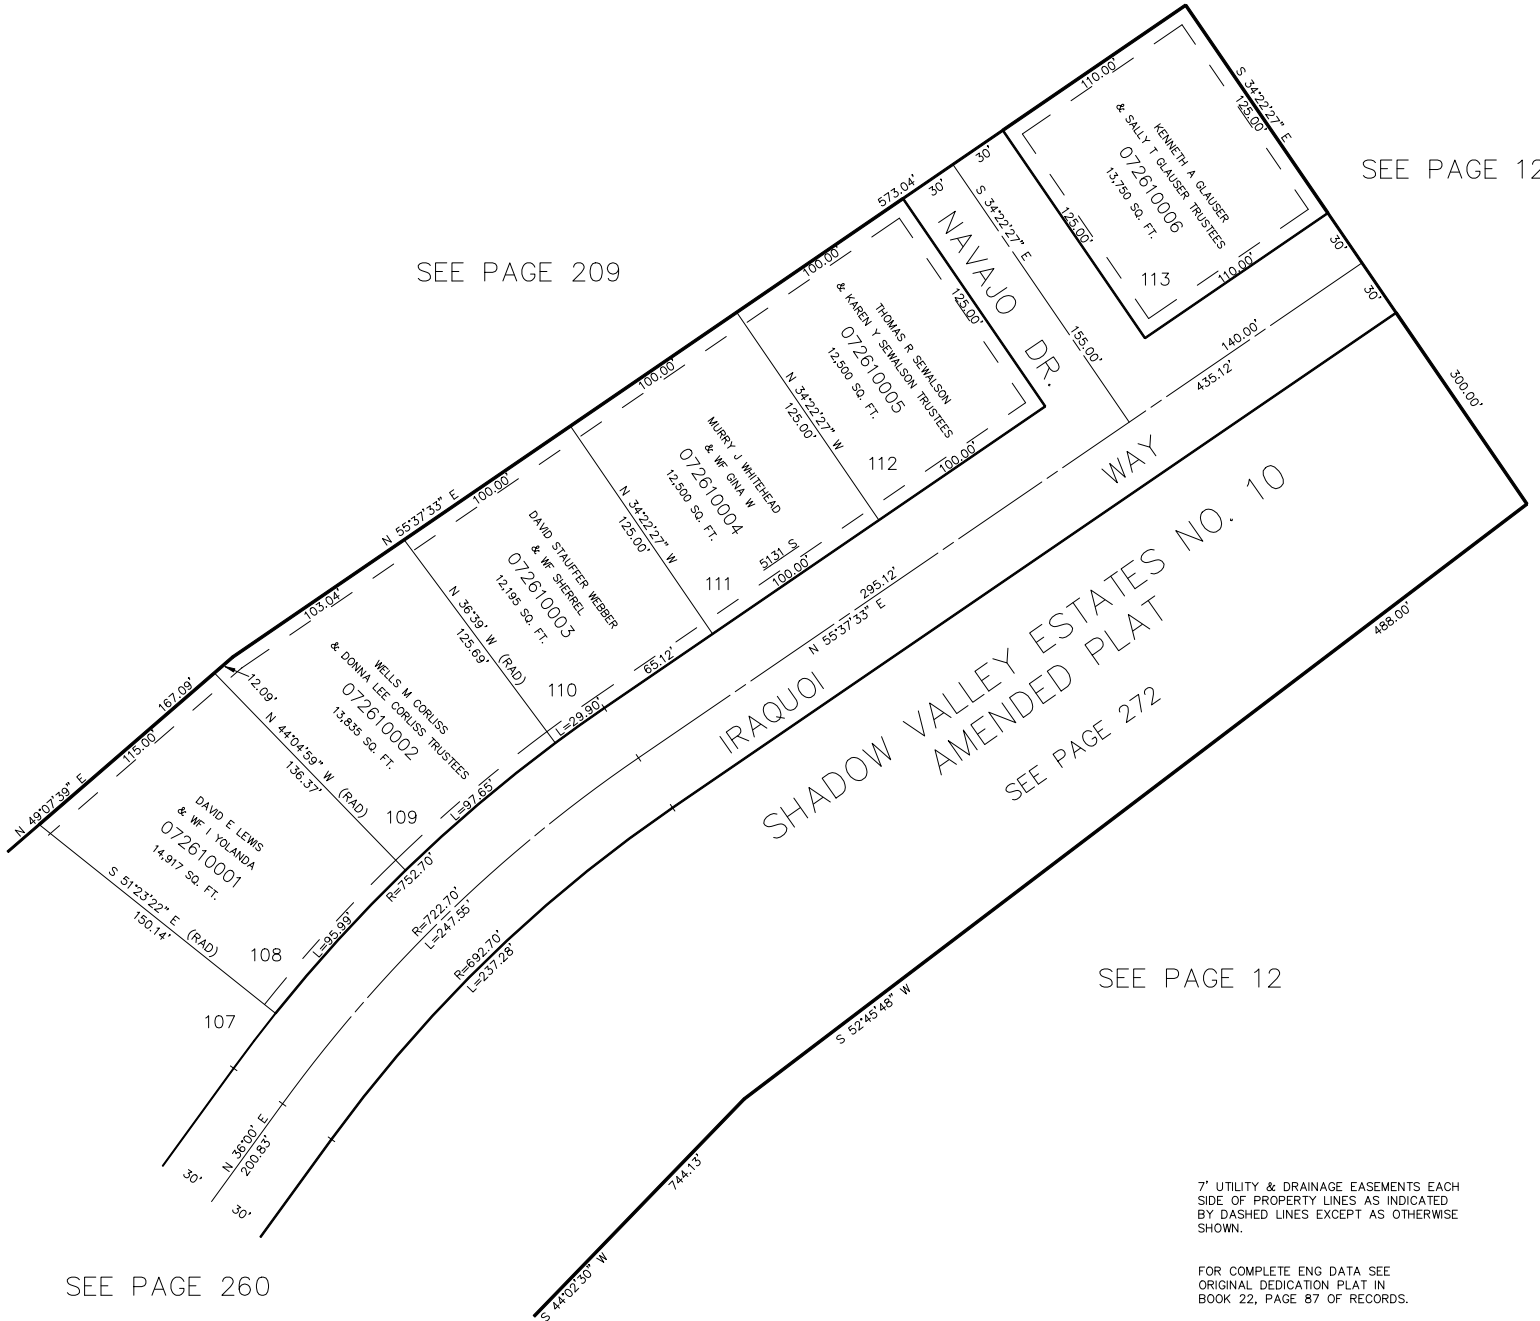 SEE PAGE 209
SEE PAGE 12
110.00'
S 34°22'27" E
125.00'
KENNETH A GLAUSER
& SALLY T GLAUSER TRUSTEES
072610006
13,750 SQ. FT.
125.00'
110.00'
113
30'
30'
573.04'
30'
30'
S 34°22'27" E
NAVAJO DR.
125.00'
155.00'
140.00'
435.12'
300.00'
100.00'
THOMAS R SEWALSON
& KAREN Y SEWALSON TRUSTEES
072610005
12,500 SQ. FT.
N 34°22'27" W
125.00'
112
100.00'
100.00'
MURRY J WHITEHEAD
& WF GINA W
072610004
12,500 SQ. FT.
N 34°22'27" W
125.00'
111
5131 S
100.00'
N 55°37'33" E
100.00'
DAVID STAUFFER WEBBER
& WF SHERREL
072610003
12,195 SQ. FT.
N 36°39' W (RAD)
125.69'
110
65.12'
L=29.90'
103.04'
WELLS M CORLISS
& DONNA LEE CORLISS TRUSTEES
072610002
13,835 SQ. FT.
12.09'
N 44°04'59" W (RAD)
136.37'
109
L=97.65'
R=752.70'
167.09'
115.00'
N 49°07'39" E
DAVID E LEWIS
& WF I YOLANDA
072610001
14,917 SQ. FT.
S 51°23'22" E (RAD)
150.14'
108
L=95.99'
107
295.12'
N 55°37'33" E
IRAQUOI WAY
R=722.70'
L=247.55'
R=692.70'
L=237.28'
N 36°00' E
200.83'
30'
30'
SHADOW VALLEY ESTATES NO. 10
AMENDED PLAT
SEE PAGE 272
488.00'
S 52°45'48" W
SEE PAGE 12
744.13'
S 44°02'30" W
SEE PAGE 260
7' UTILITY & DRAINAGE EASEMENTS EACH
SIDE OF PROPERTY LINES AS INDICATED
BY DASHED LINES EXCEPT AS OTHERWISE
SHOWN.
FOR COMPLETE ENG DATA SEE
ORIGINAL DEDICATION PLAT IN
BOOK 22, PAGE 87 OF RECORDS.